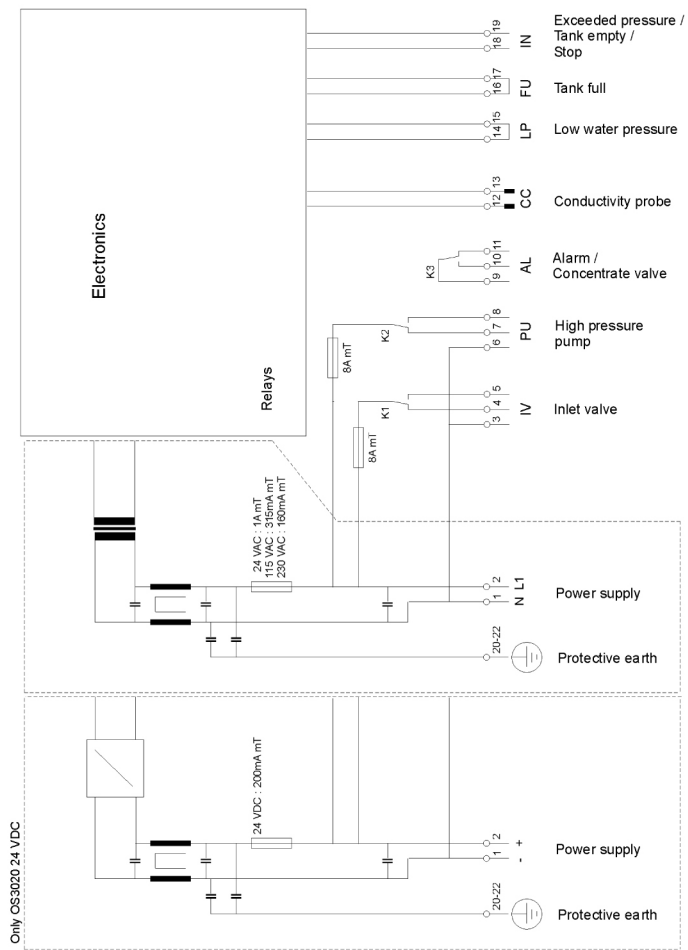 19
18
IN
Exceeded pressure /
Tank empty /
Stop
17
16
FU
Tank full
15
14
LP
Low water pressure
13
12
CC
Conductivity probe
Electronics
11
10
9
AL
K3
Alarm /
Concentrate valve
8
7
6
PU
K2
8A mT
High pressure
pump
Relays
5
4
3
IV
K1
8A mT
Inlet valve
24 VAC : 1A mT
115 VAC : 315mA mT
230 VAC : 160mA mT
2
L1
1
N
Power supply
20-22
Protective earth
Only OS3020 24 VDC
24 VDC : 200mA mT
2
+
1
-
Power supply
20-22
Protective earth